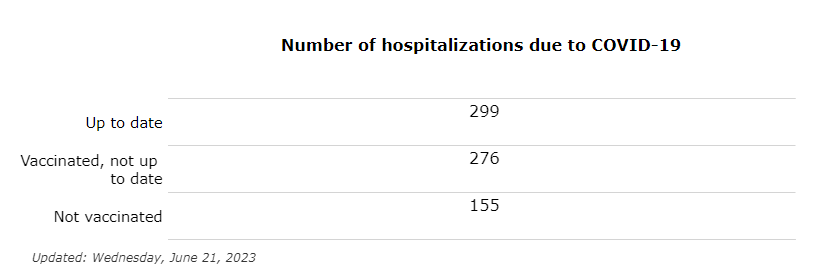 Number of hospitalizations due to COVID-19
299
Up to date
276
Vaccinated, not up
to date
155
Not vaccinated
Updated: Wednesday, June 21, 2023